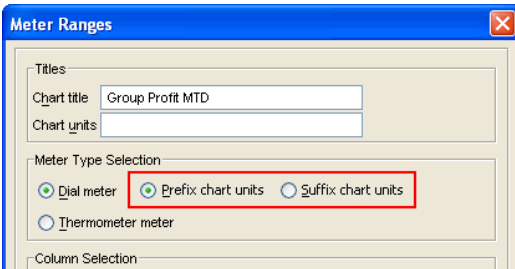 Meter Ranges
Titles
Chart title Group Profit MTD
Chart units
Meter Type Selection
Dial meter Prefix chart units Suffix chart units
Thermometer meter
Column Selection